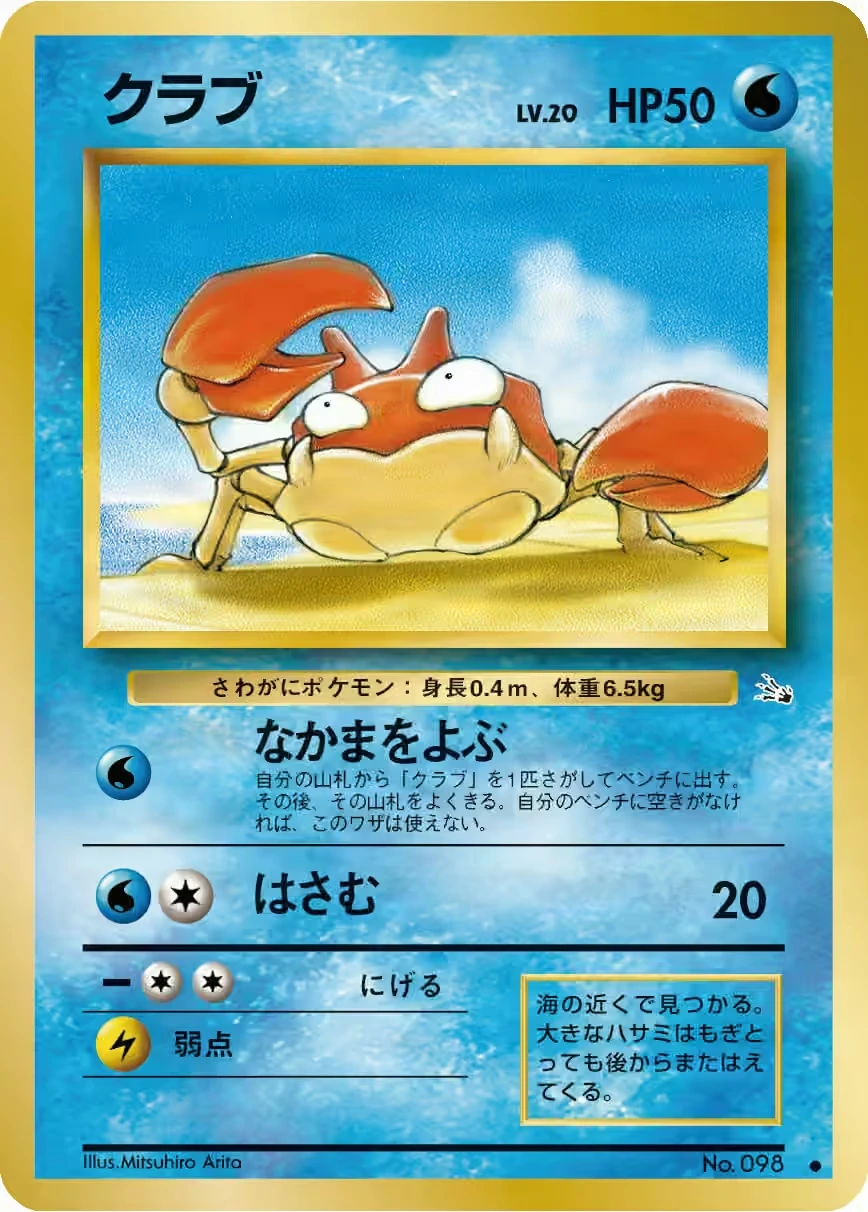 クラブ
LV.20 HP50
さわがにポケモン：身長0.4m、体重6.5kg
なかまをよぶ
自分の山札から「クラブ」を1匹さがしてベンチに出す。
その後、その山札をよくきる。自分のベンチに空きがなけ
れば、このワザは使えない。
はさむ 20
にげる
弱点
海の近くで見つかる。
大きなハサミはもぎと
っても後からまたはえ
てくる。
Illus.Mitsuhiro Arita
No.098